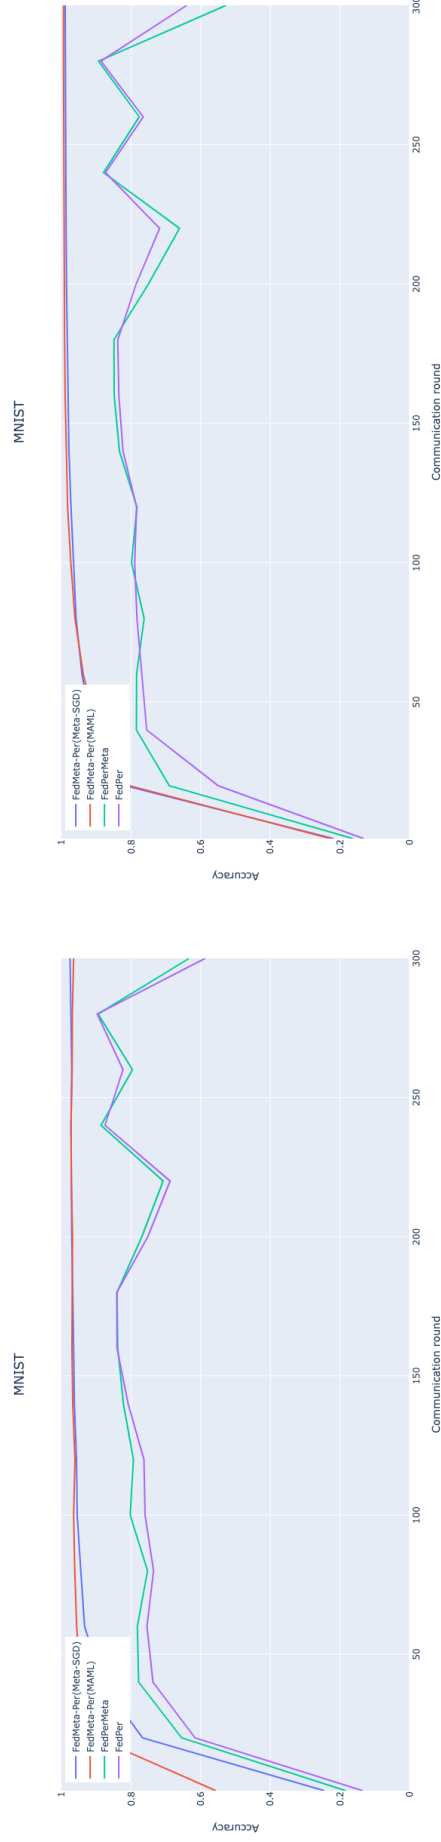 MNIST
1
0.8
0.6
0.4
0.2
0
Accuracy
50
100
150
200
250
300
Communication round
FedMeta-Per(Meta-SGD)
FedMeta-Per(MAML)
FedPerMeta
FedPer
MNIST
1
0.8
0.6
0.4
0.2
0
Accuracy
50
100
150
200
250
300
Communication round
FedMeta-Per(Meta-SGD)
FedMeta-Per(MAML)
FedPerMeta
FedPer